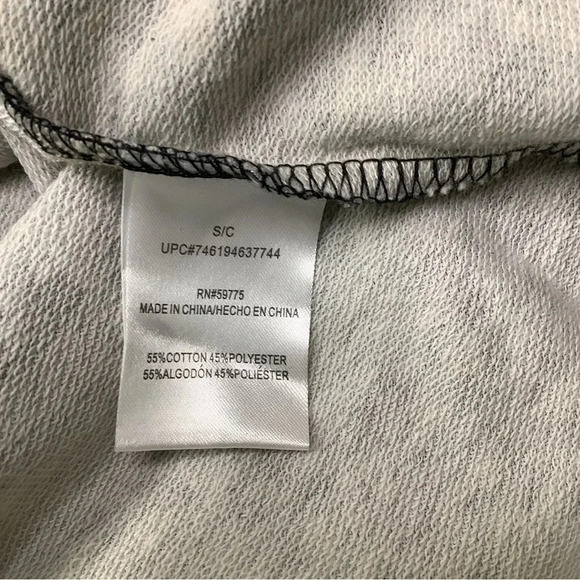 S/C
UPC#746194637744
RN#59775
MADE IN CHINA/HECHO EN CHINA
55%COTTON 45%POLYESTER
55%ALGODÓN 45%POLIÉSTER